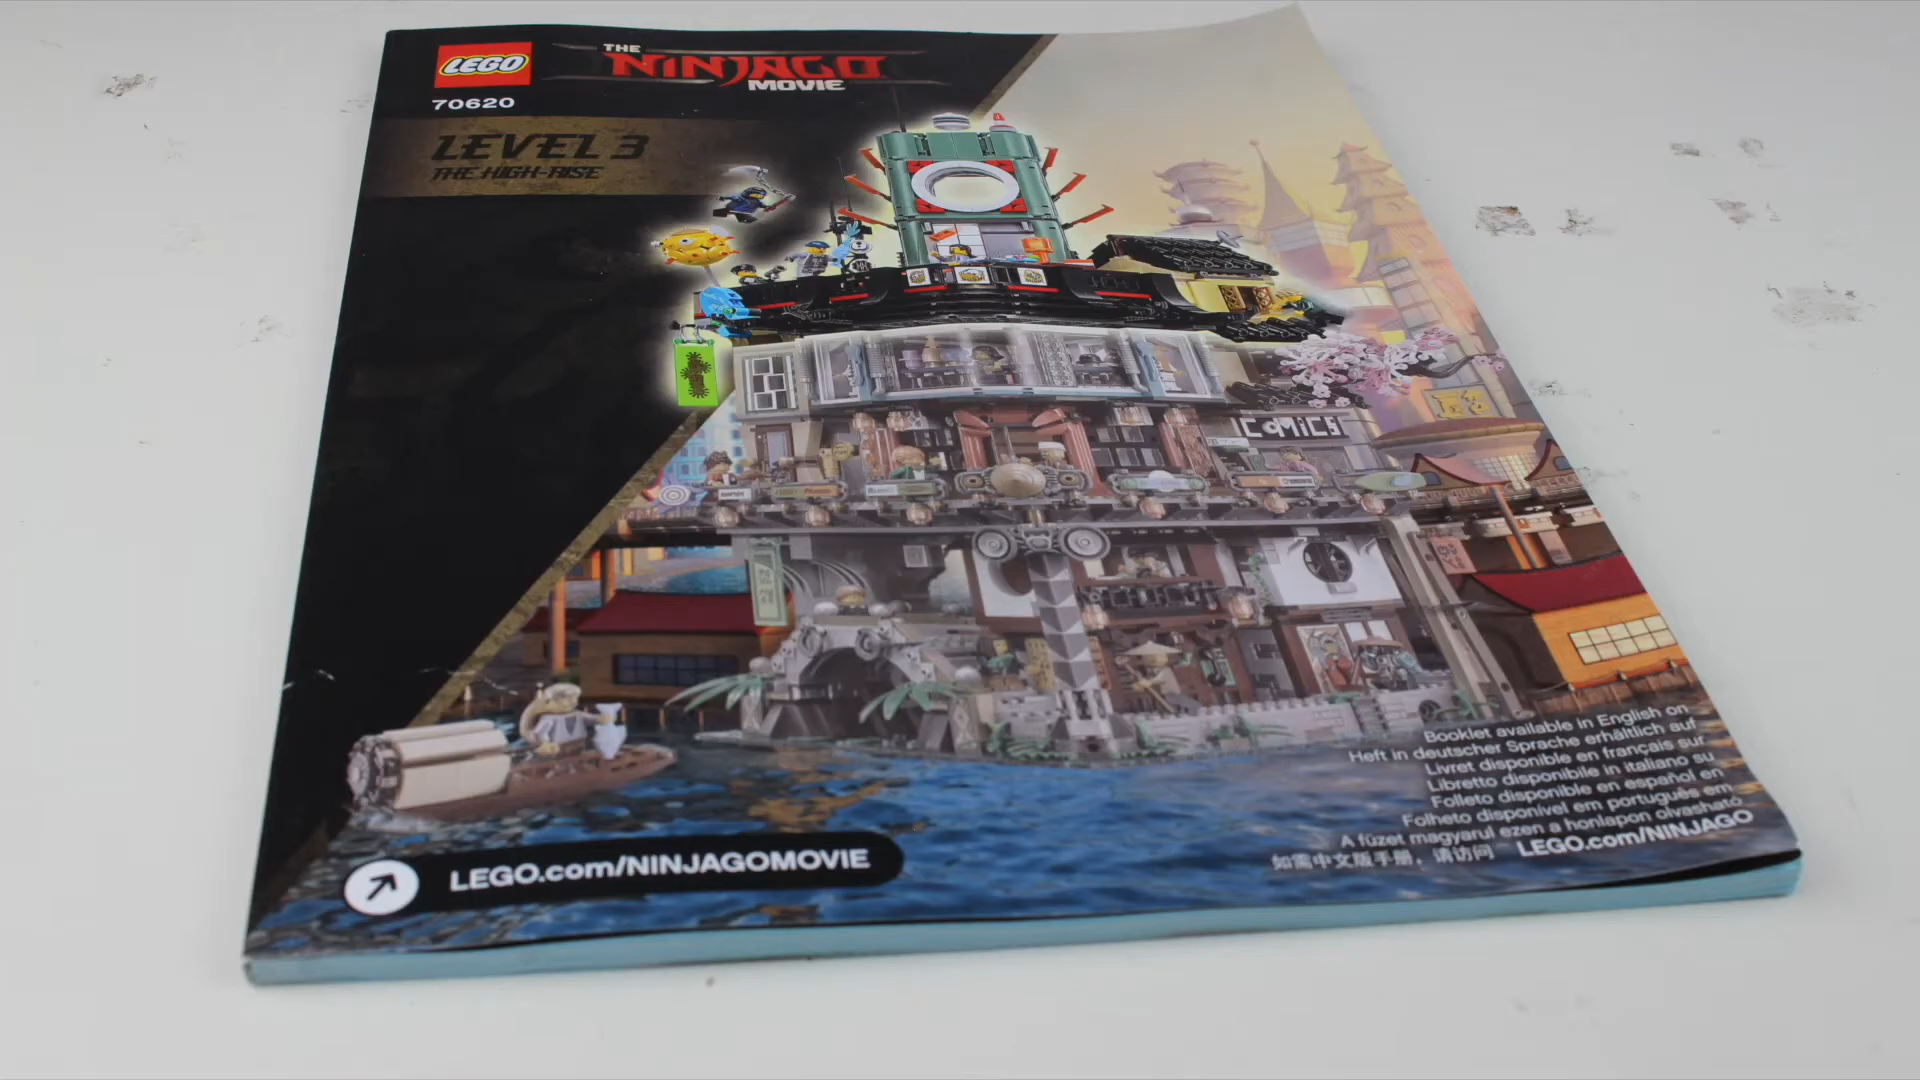 LEGO
THE
NINJAGO
MOVIE
70620
LEVEL 3
THE HIGH-RISE
COMICS
Booklet available in English on
Heft in deutscher Sprache erhältlich auf
Livret disponible en français sur
Libretto disponibile in italiano su
Folleto disponible en español en
Folheto disponível em português em
A füzet magyarul ezen a honlapon olvasható
如需中文版手册，请访问 LEGO.com/NINJAGO
LEGO.com/NINJAGOMOVIE